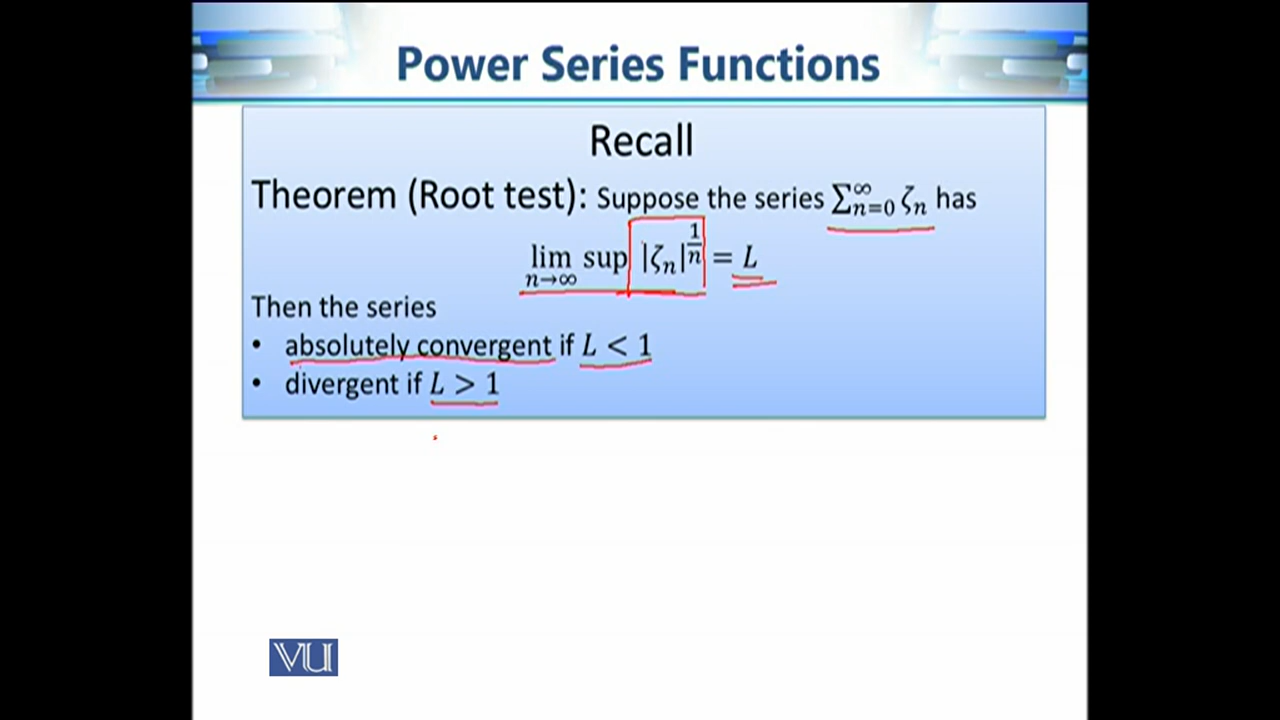 Power Series Functions
Recall
Theorem (Root test): Suppose the series ∑_{n=0}^{∞} ζ_n has
lim sup_{n→∞} |ζ_n|^{1/n} = L
Then the series
• absolutely convergent if L < 1
• divergent if L > 1
VU